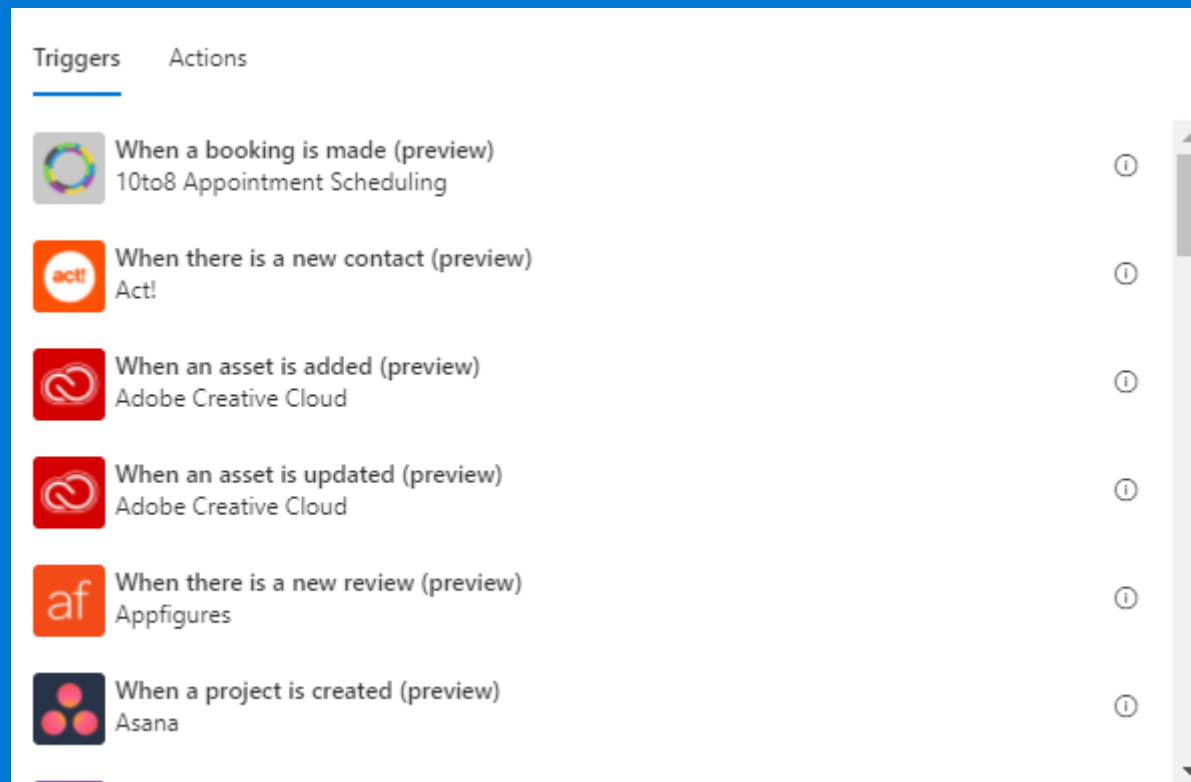 Triggers Actions
When a booking is made (preview)
10to8 Appointment Scheduling
act!
When there is a new contact (preview)
Act!
When an asset is added (preview)
Adobe Creative Cloud
When an asset is updated (preview)
Adobe Creative Cloud
af
When there is a new review (preview)
Appfigures
When a project is created (preview)
Asana